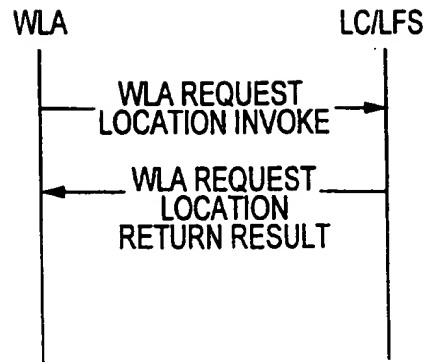 WLA LC/LFS
WLA REQUEST
LOCATION INVOKE
WLA REQUEST
LOCATION
RETURN RESULT